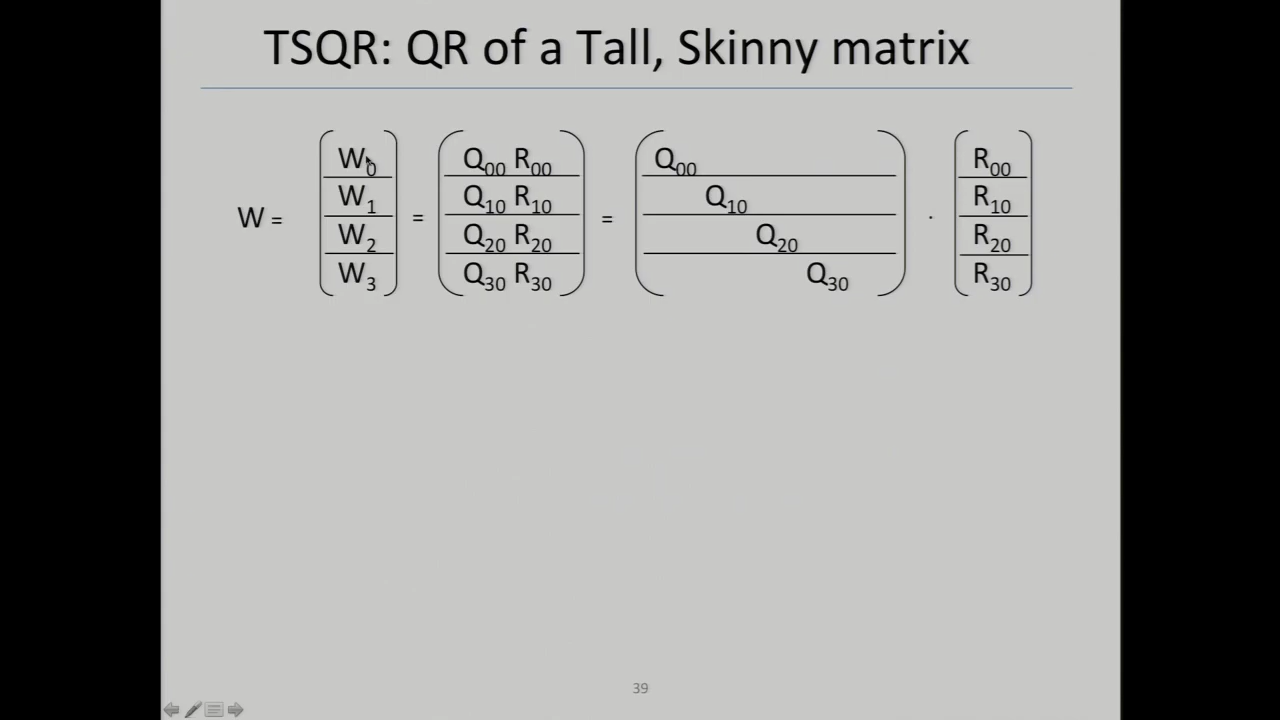 TSQR: QR of a Tall, Skinny matrix
W = W0 = Q00 R00 = Q00 · R00
W1 Q10 R10 Q10 R10
W2 Q20 R20 Q20 R20
W3 Q30 R30 Q30 R30
39